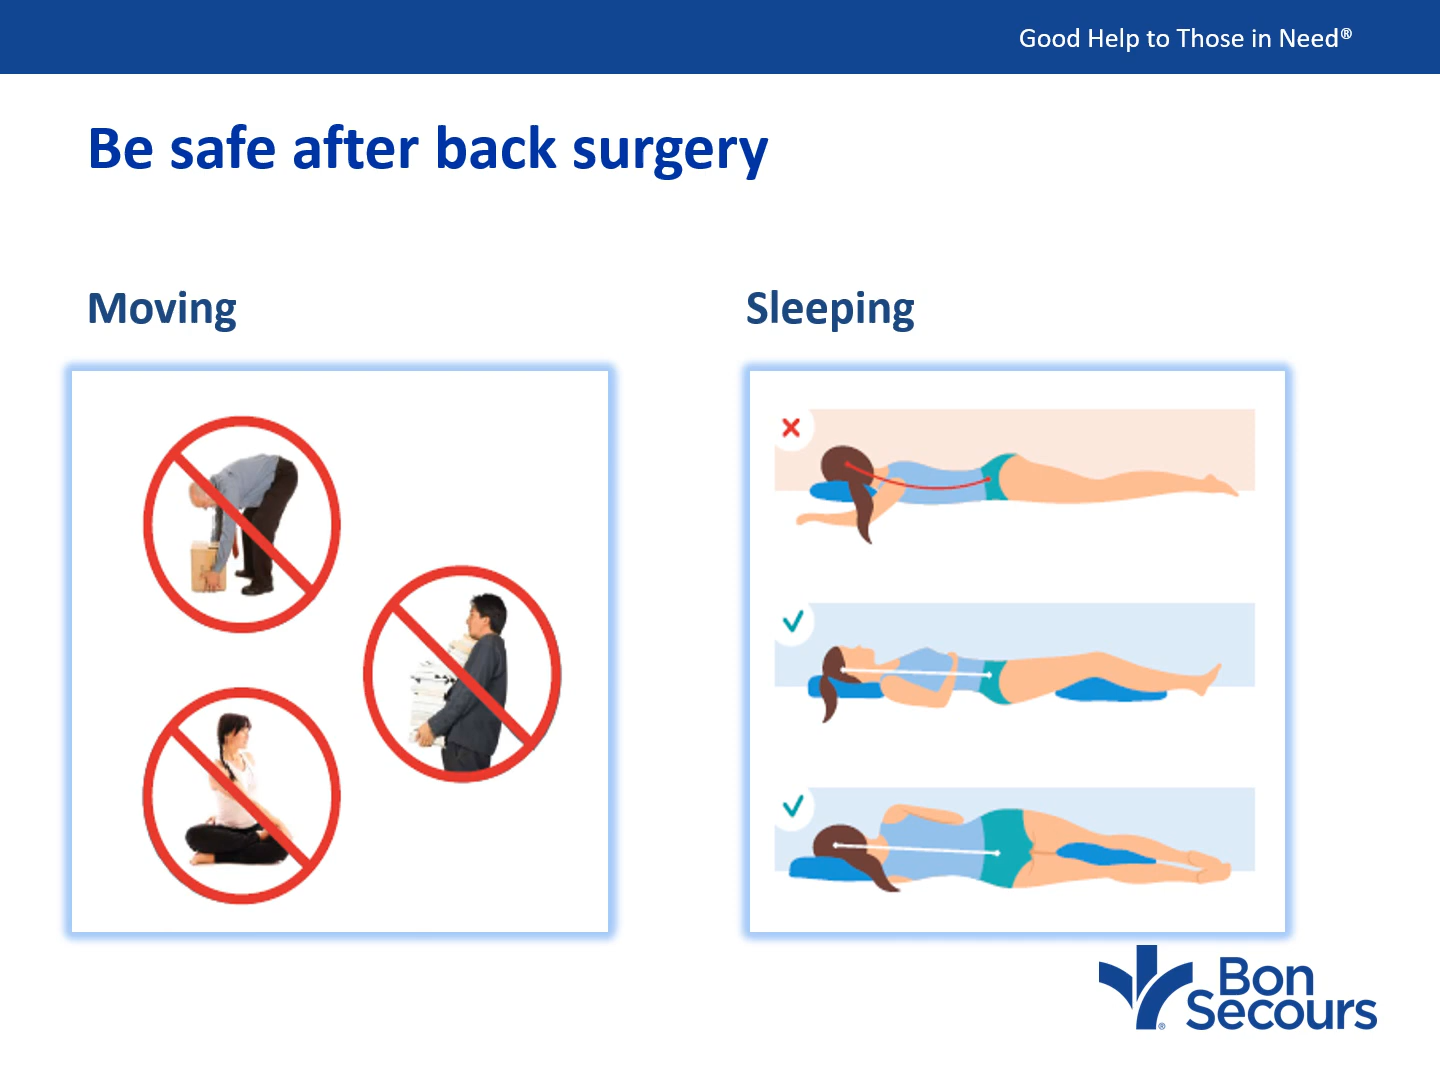 Good Help to Those in Need®
Be safe after back surgery
Moving
Sleeping
Bon
Secours®